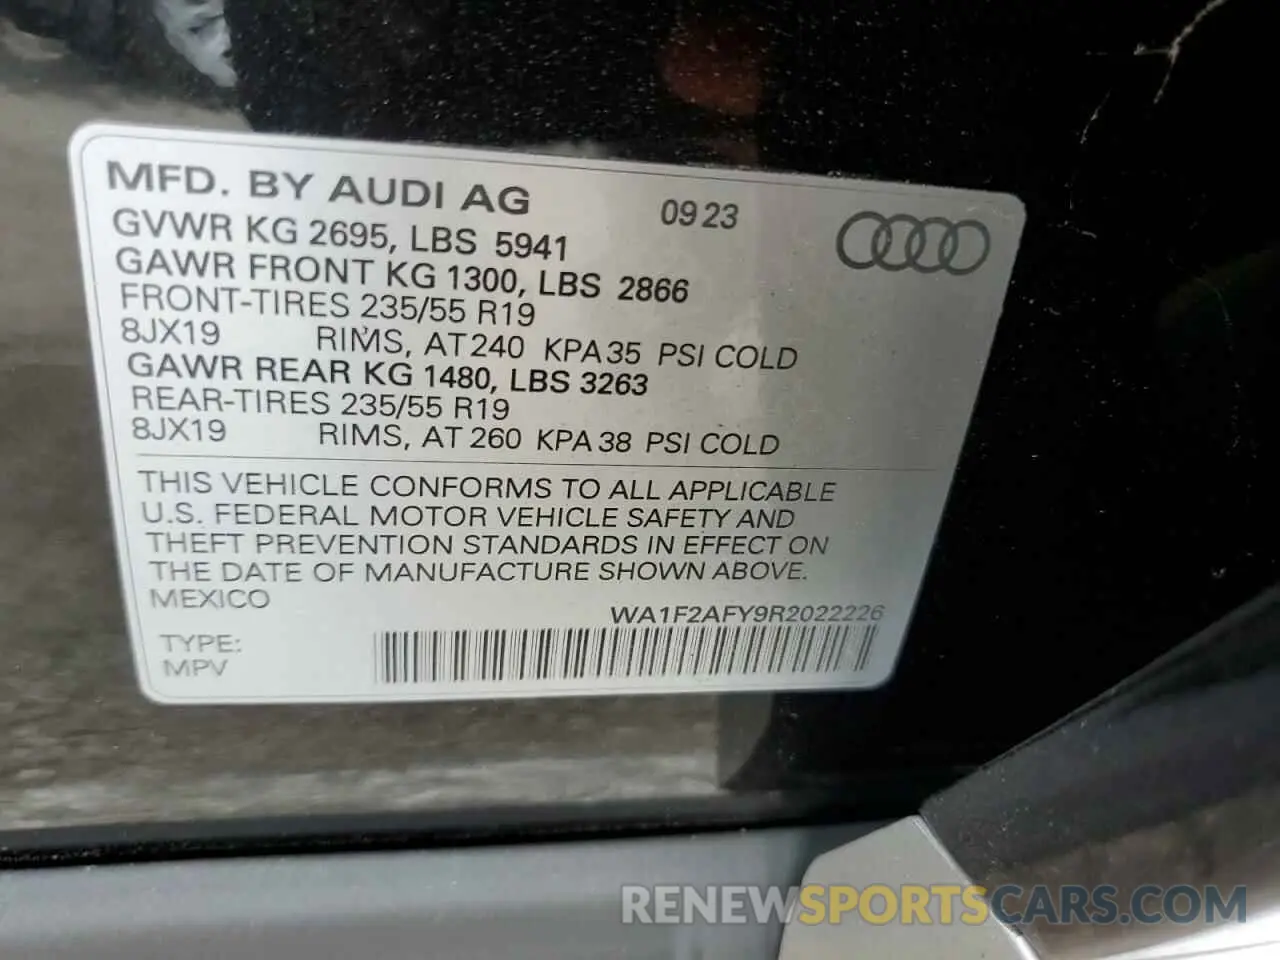 MFD. BY AUDI AG 09 23
GVWR KG 2695, LBS 5941
GAWR FRONT KG 1300, LBS 2866
FRONT-TIRES 235/55 R19
8JX19 RIMS, AT 240 KPA 35 PSI COLD
GAWR REAR KG 1480, LBS 3263
REAR-TIRES 235/55 R19
8JX19 RIMS, AT 260 KPA 38 PSI COLD
THIS VEHICLE CONFORMS TO ALL APPLICABLE
U.S. FEDERAL MOTOR VEHICLE SAFETY AND
THEFT PREVENTION STANDARDS IN EFFECT ON
THE DATE OF MANUFACTURE SHOWN ABOVE.
MEXICO
WA1F2AFY9R2022226
TYPE:
MPV
RENEWSPORTSCARS.COM